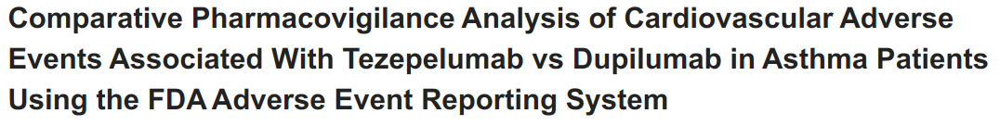 Comparative Pharmacovigilance Analysis of Cardiovascular Adverse
Events Associated With Tezepelumab vs Dupilumab in Asthma Patients
Using the FDA Adverse Event Reporting System